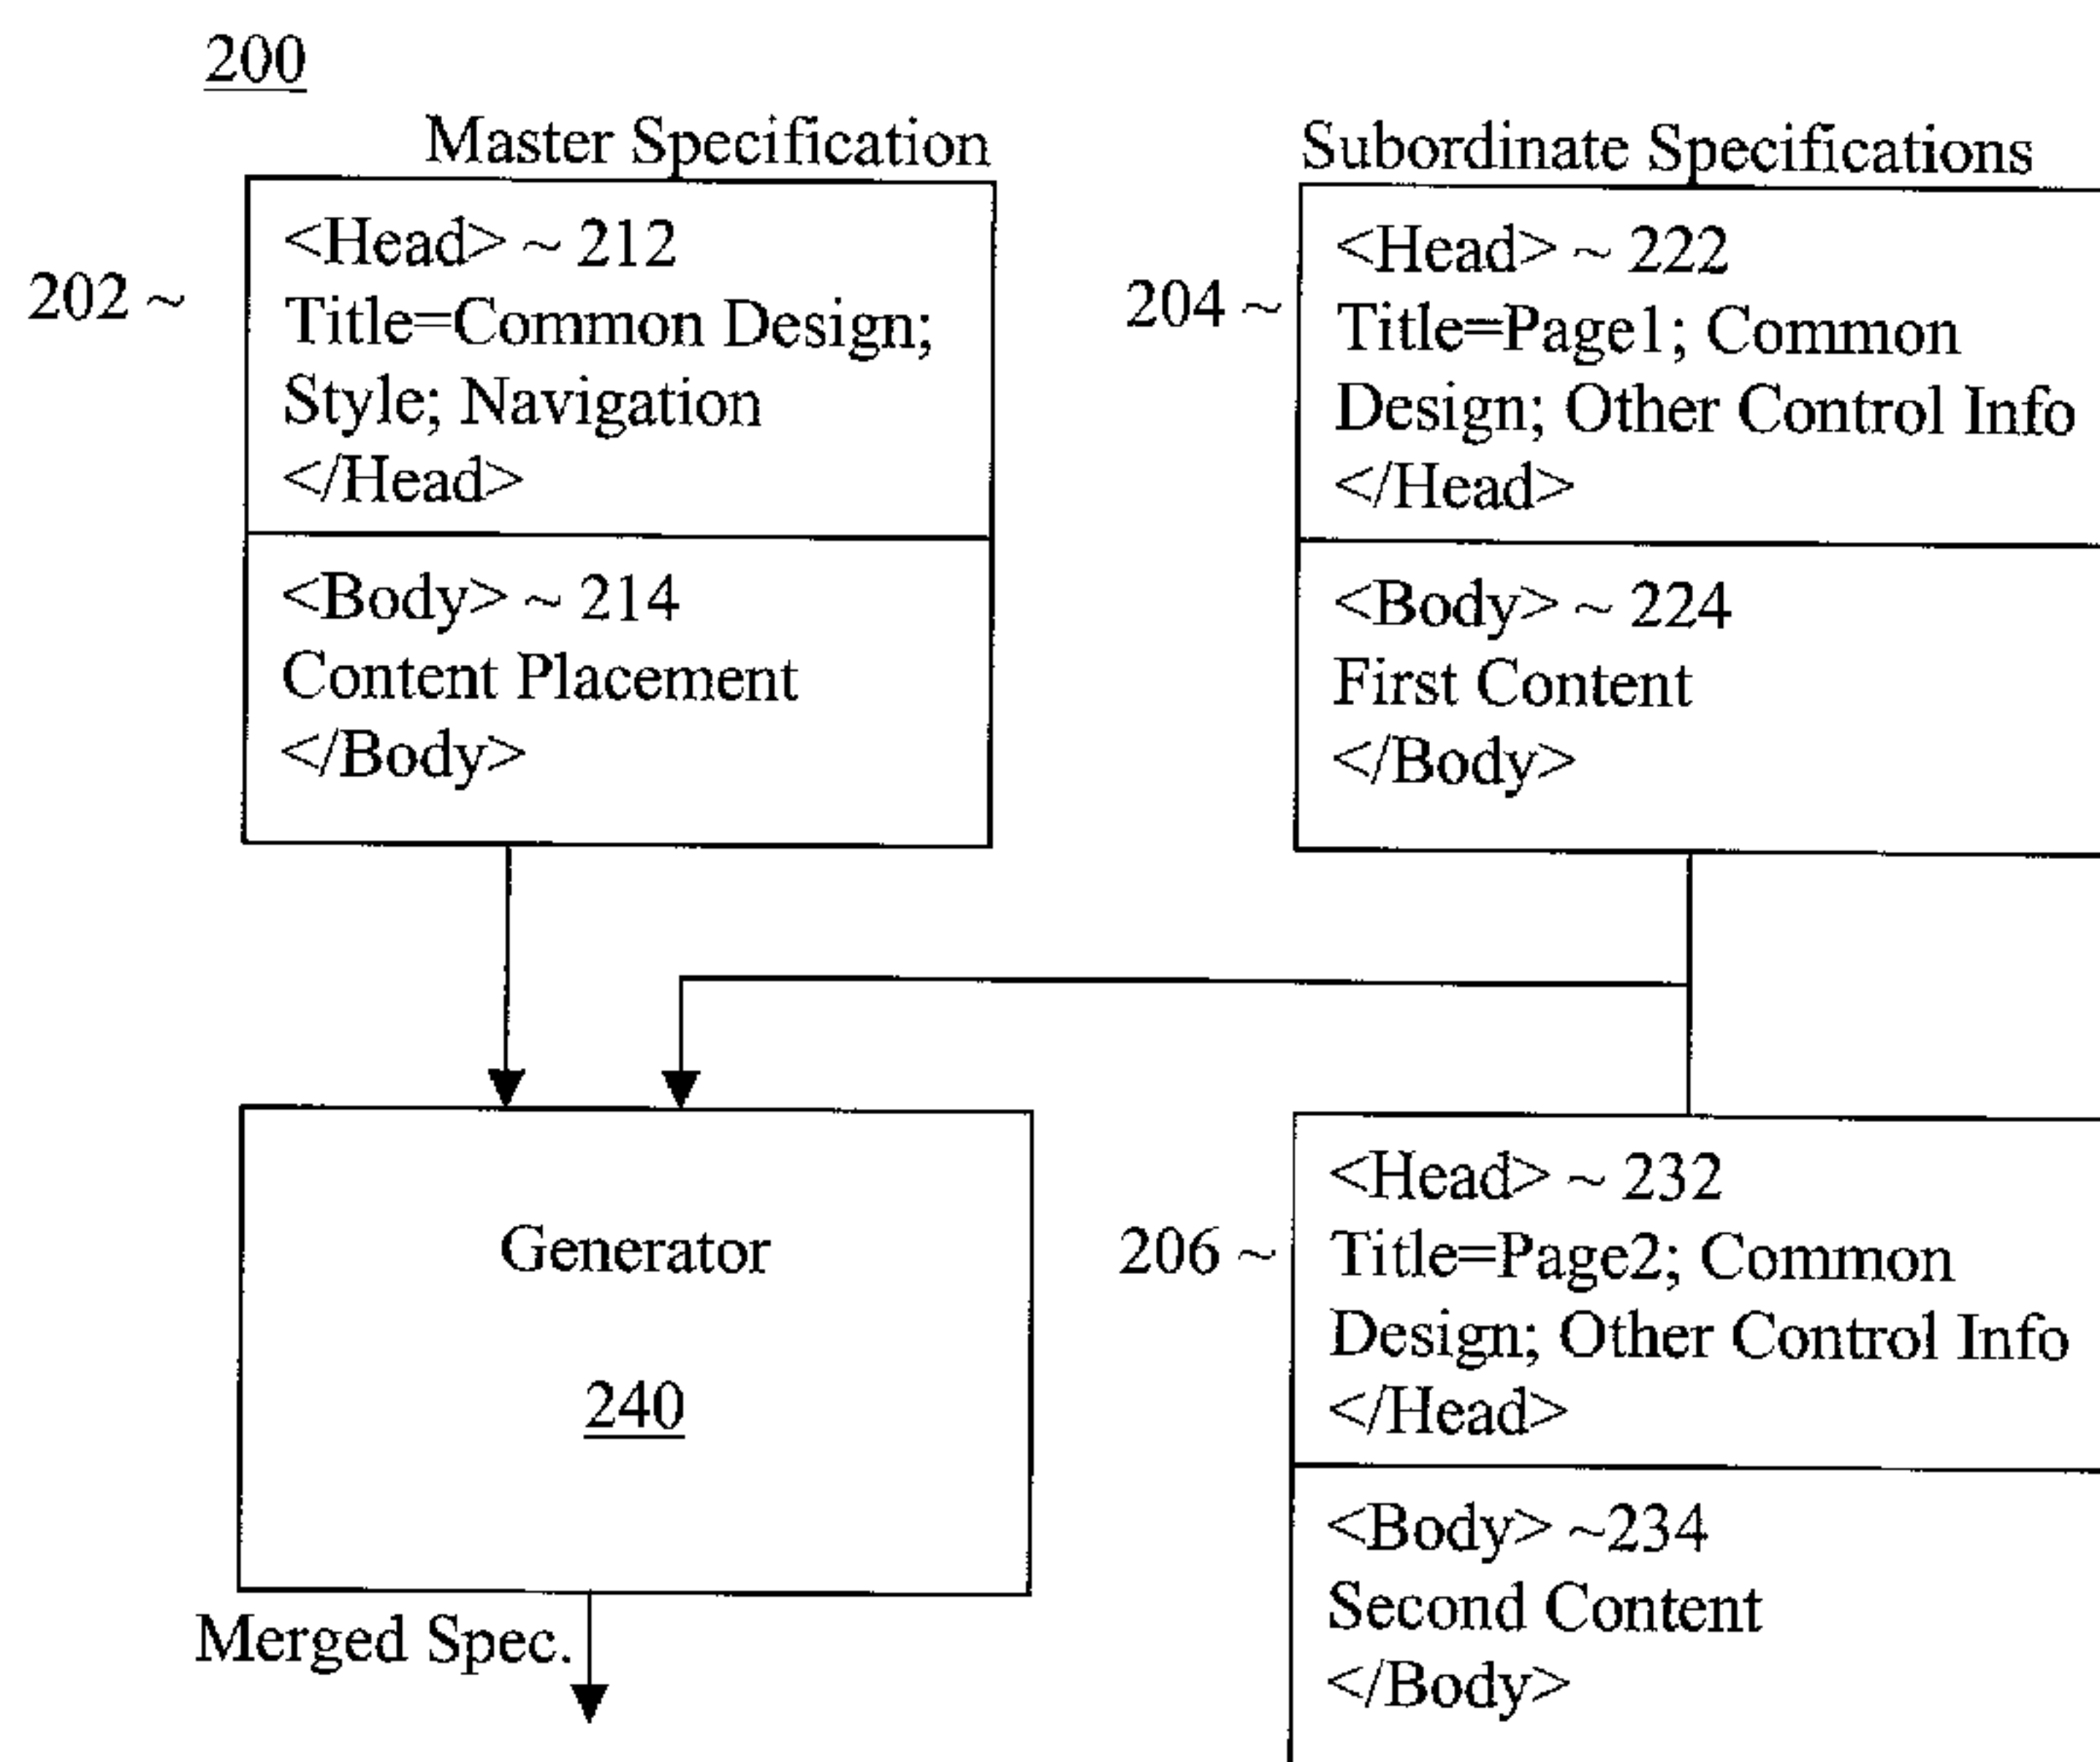 200
Master Specification
202 ~
<Head> ~ 212
Title=Common Design;
Style; Navigation
</Head>
<Body> ~ 214
Content Placement
</Body>
Subordinate Specifications
204 ~
<Head> ~ 222
Title=Page1; Common
Design; Other Control Info
</Head>
<Body> ~ 224
First Content
</Body>
Generator
240
Merged Spec.
206 ~
<Head> ~ 232
Title=Page2; Common
Design; Other Control Info
</Head>
<Body> ~234
Second Content
</Body>